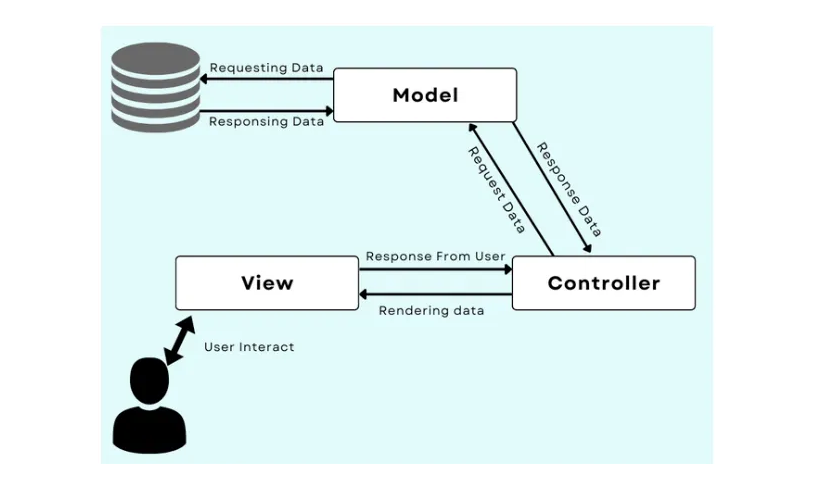 Requesting Data
Model
Responsing Data
Request Data
Response Data
Response From User
View
Controller
Rendering data
User Interact